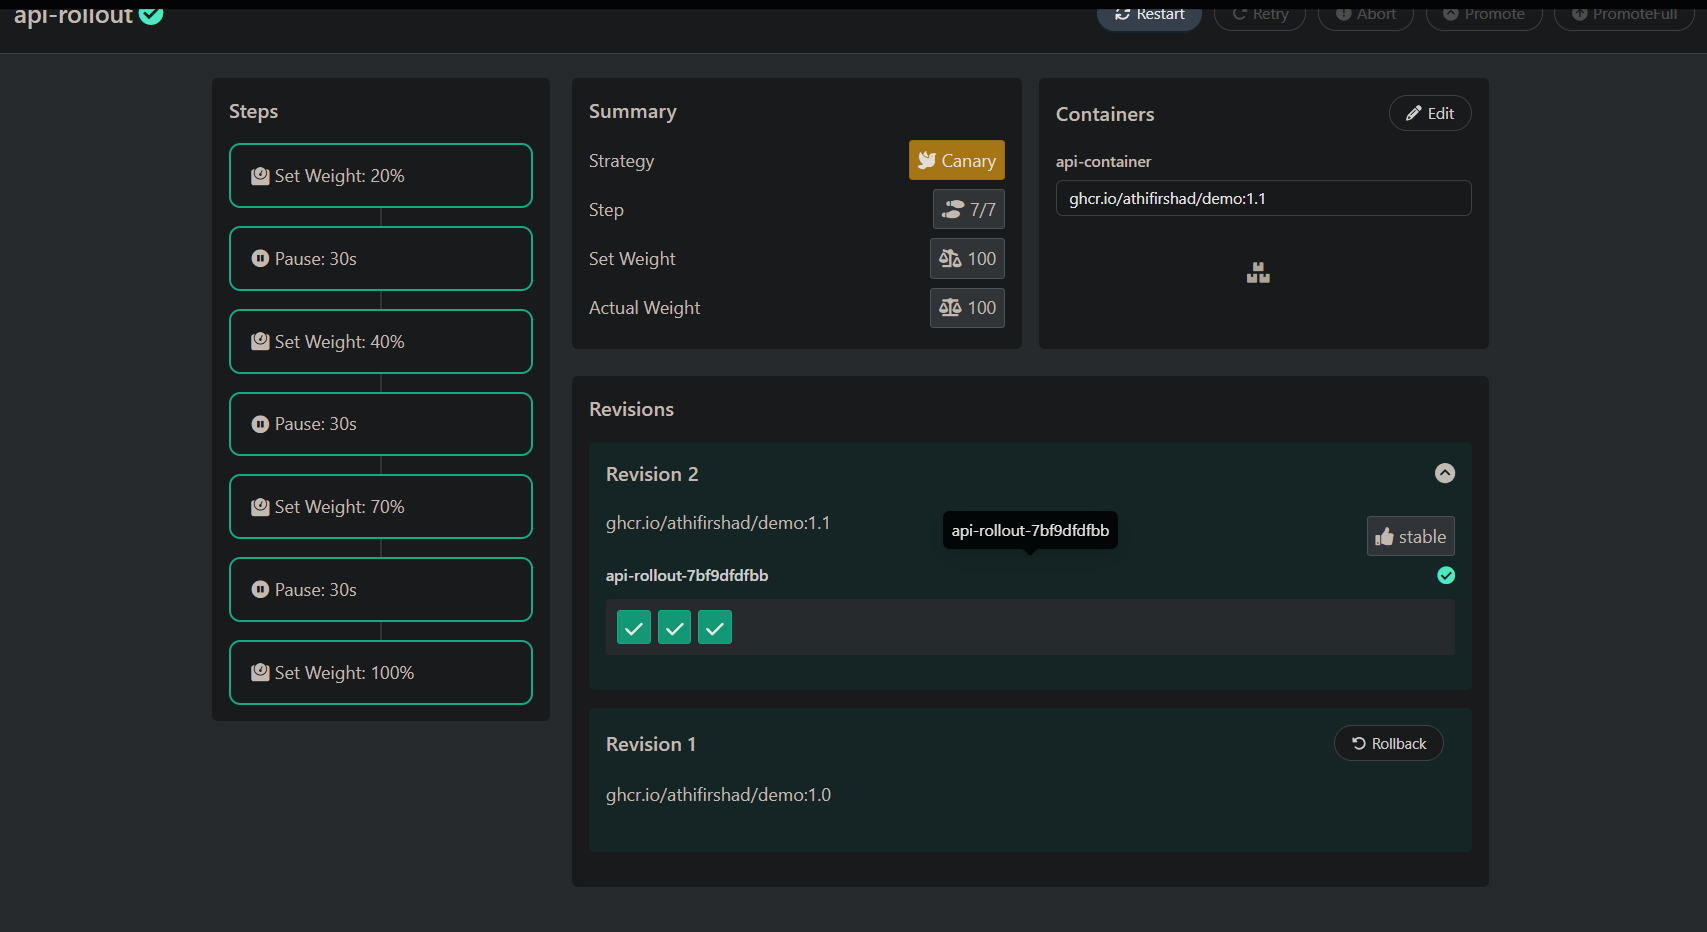 api-rollout
Restart
Retry
Abort
Promote
PromoteFull
Steps
Set Weight: 20%
Pause: 30s
Set Weight: 40%
Pause: 30s
Set Weight: 70%
Pause: 30s
Set Weight: 100%
Summary
Strategy
Canary
Step
7/7
Set Weight
100
Actual Weight
100
Containers
Edit
api-container
ghcr.io/athifirshad/demo:1.1
Revisions
Revision 2
ghcr.io/athifirshad/demo:1.1
api-rollout-7bf9dfdfbb
stable
api-rollout-7bf9dfdfbb
Revision 1
Rollback
ghcr.io/athifirshad/demo:1.0